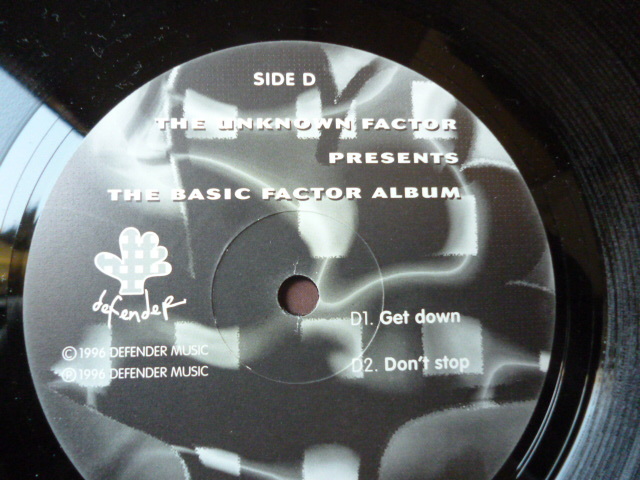 SIDE D
THE UNKNOWN FACTOR
PRESENTS
THE BASIC FACTOR ALBUM
defender
D1. Get down
© 1996 DEFENDER MUSIC
D2. Don't stop
℗ 1996 DEFENDER MUSIC